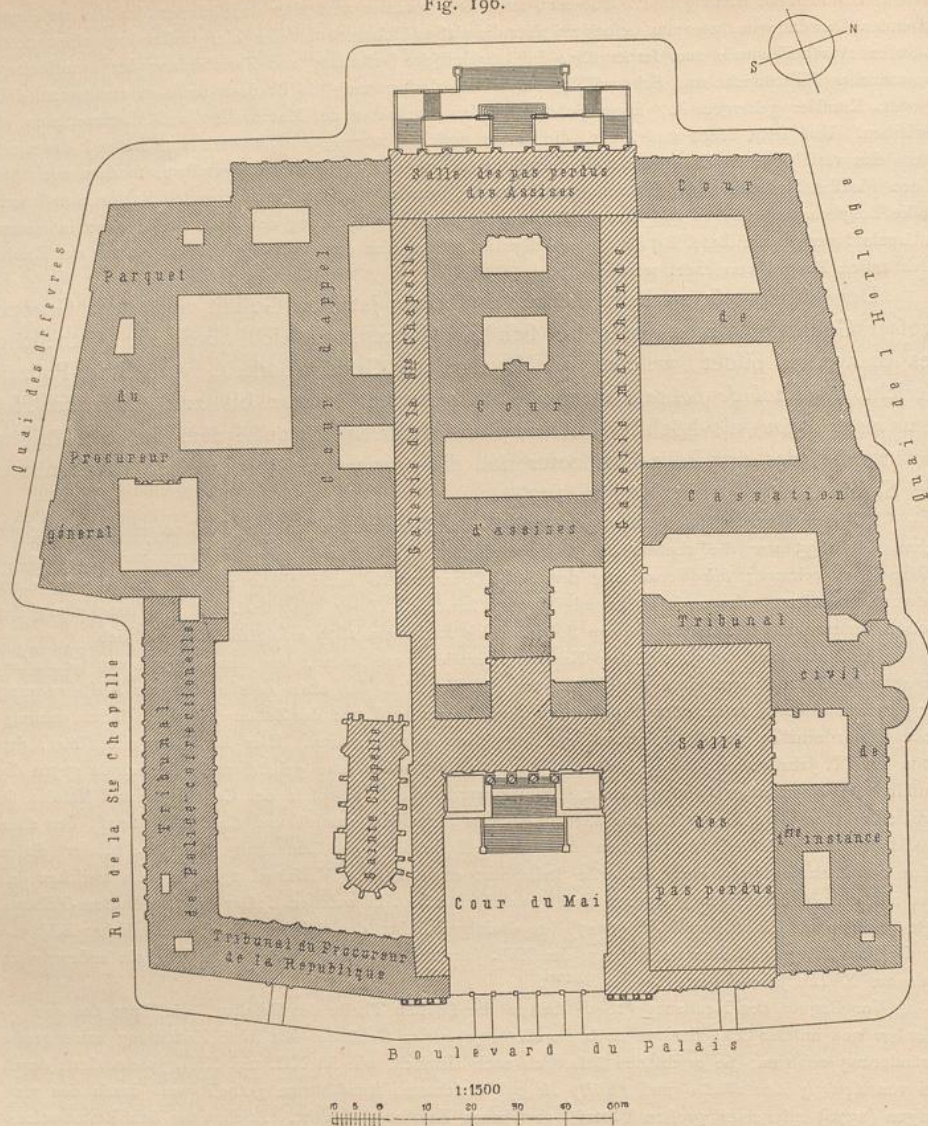 Fig. 196.
S
N
Salle des pas perdus
des Assises
Cour
de
Cassation
Quai de l'Horloge
Quai des Orfèvres
Parquet
du
Procureur
général
Cour d'appel
Galerie de la Ste Chapelle
Cour
d'assises
Galerie marchande
Tribunal
civil
de
1ère instance
Salle
des
pas perdus
Rue de la Ste Chapelle
Tribunal
de Police correctionelle
Sainte Chapelle
Cour du Mai
Tribunal du Procureur
de la République
Boulevard du Palais
1:1500
10 5 0 10 20 30 40 50m